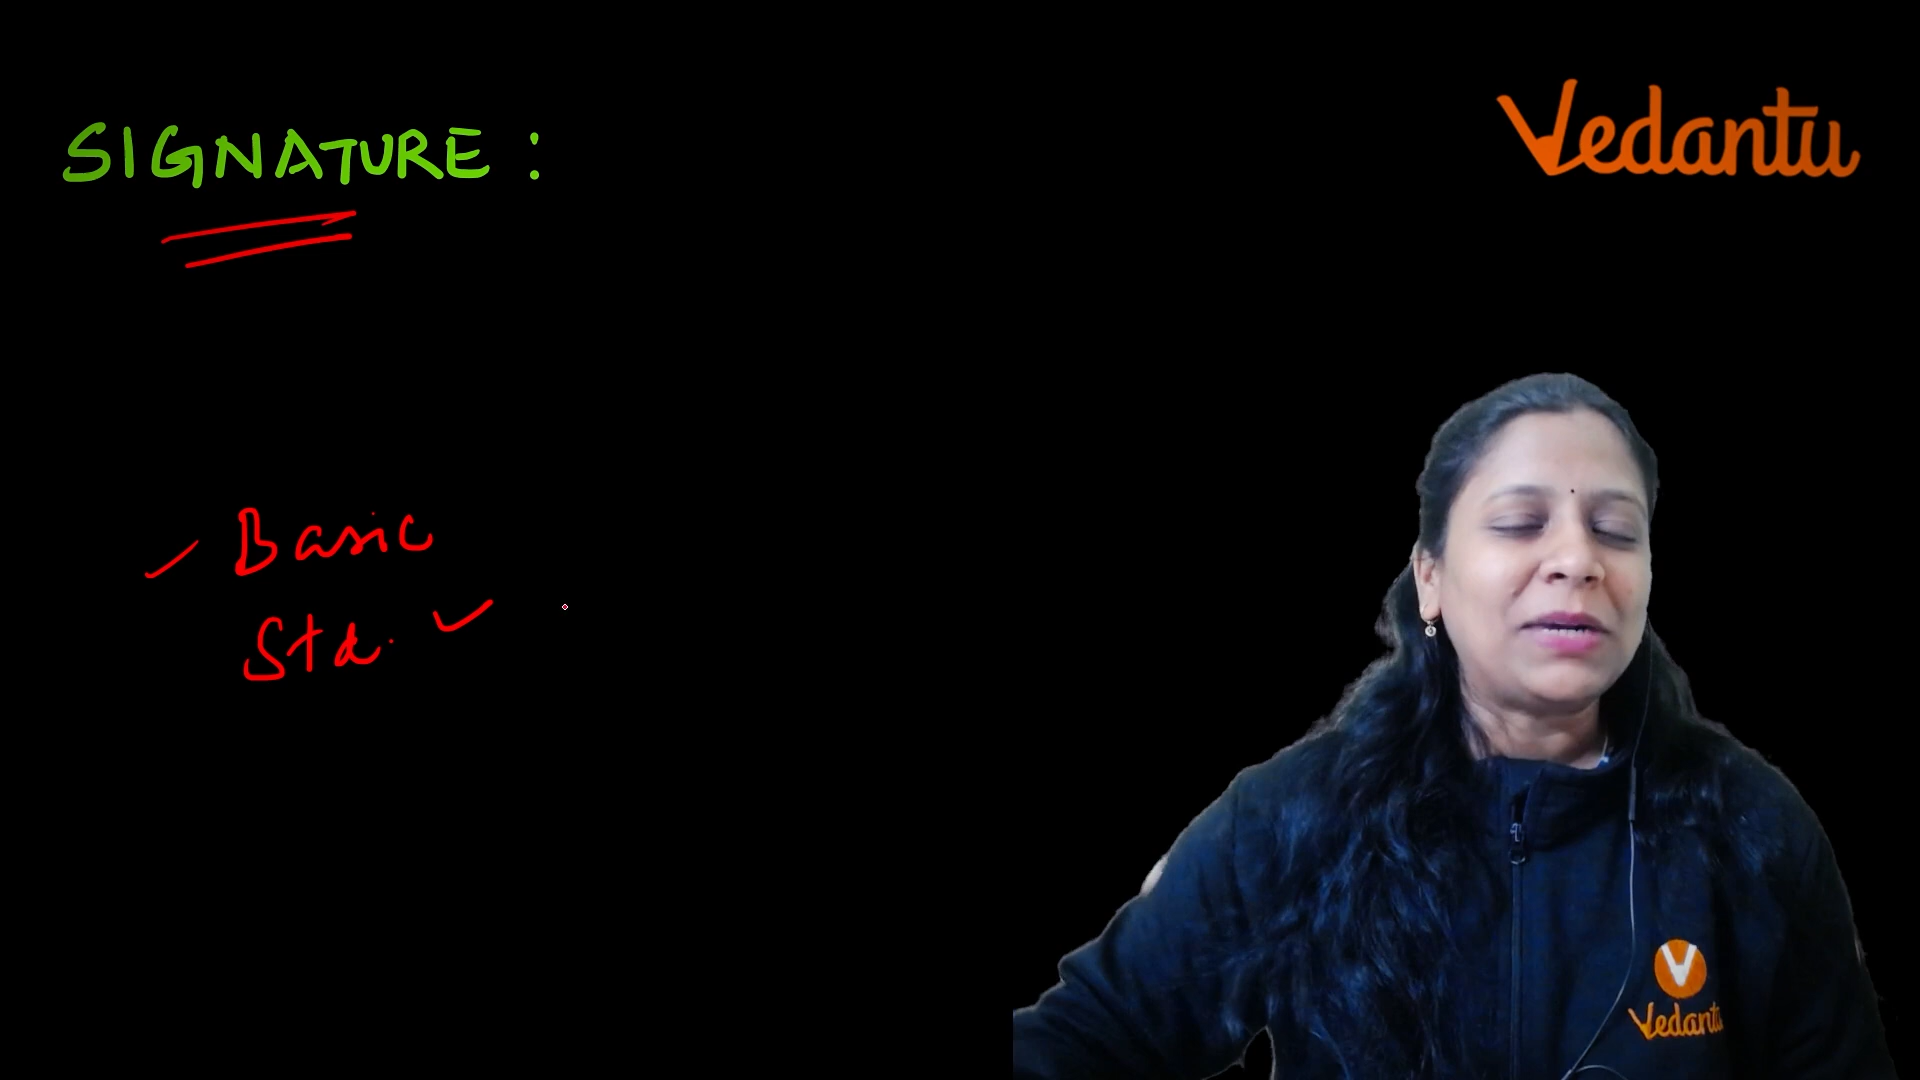 SIGNATURE :
Vedantu
Basic
Std.
Vedantu